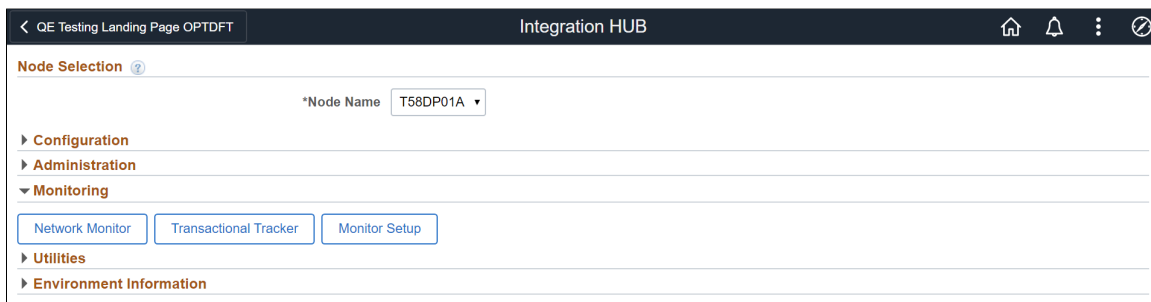 QE Testing Landing Page OPTDFT
Integration HUB
Node Selection ?
*Node Name T58DP01A
Configuration
Administration
Monitoring
Network Monitor Transactional Tracker Monitor Setup
Utilities
Environment Information